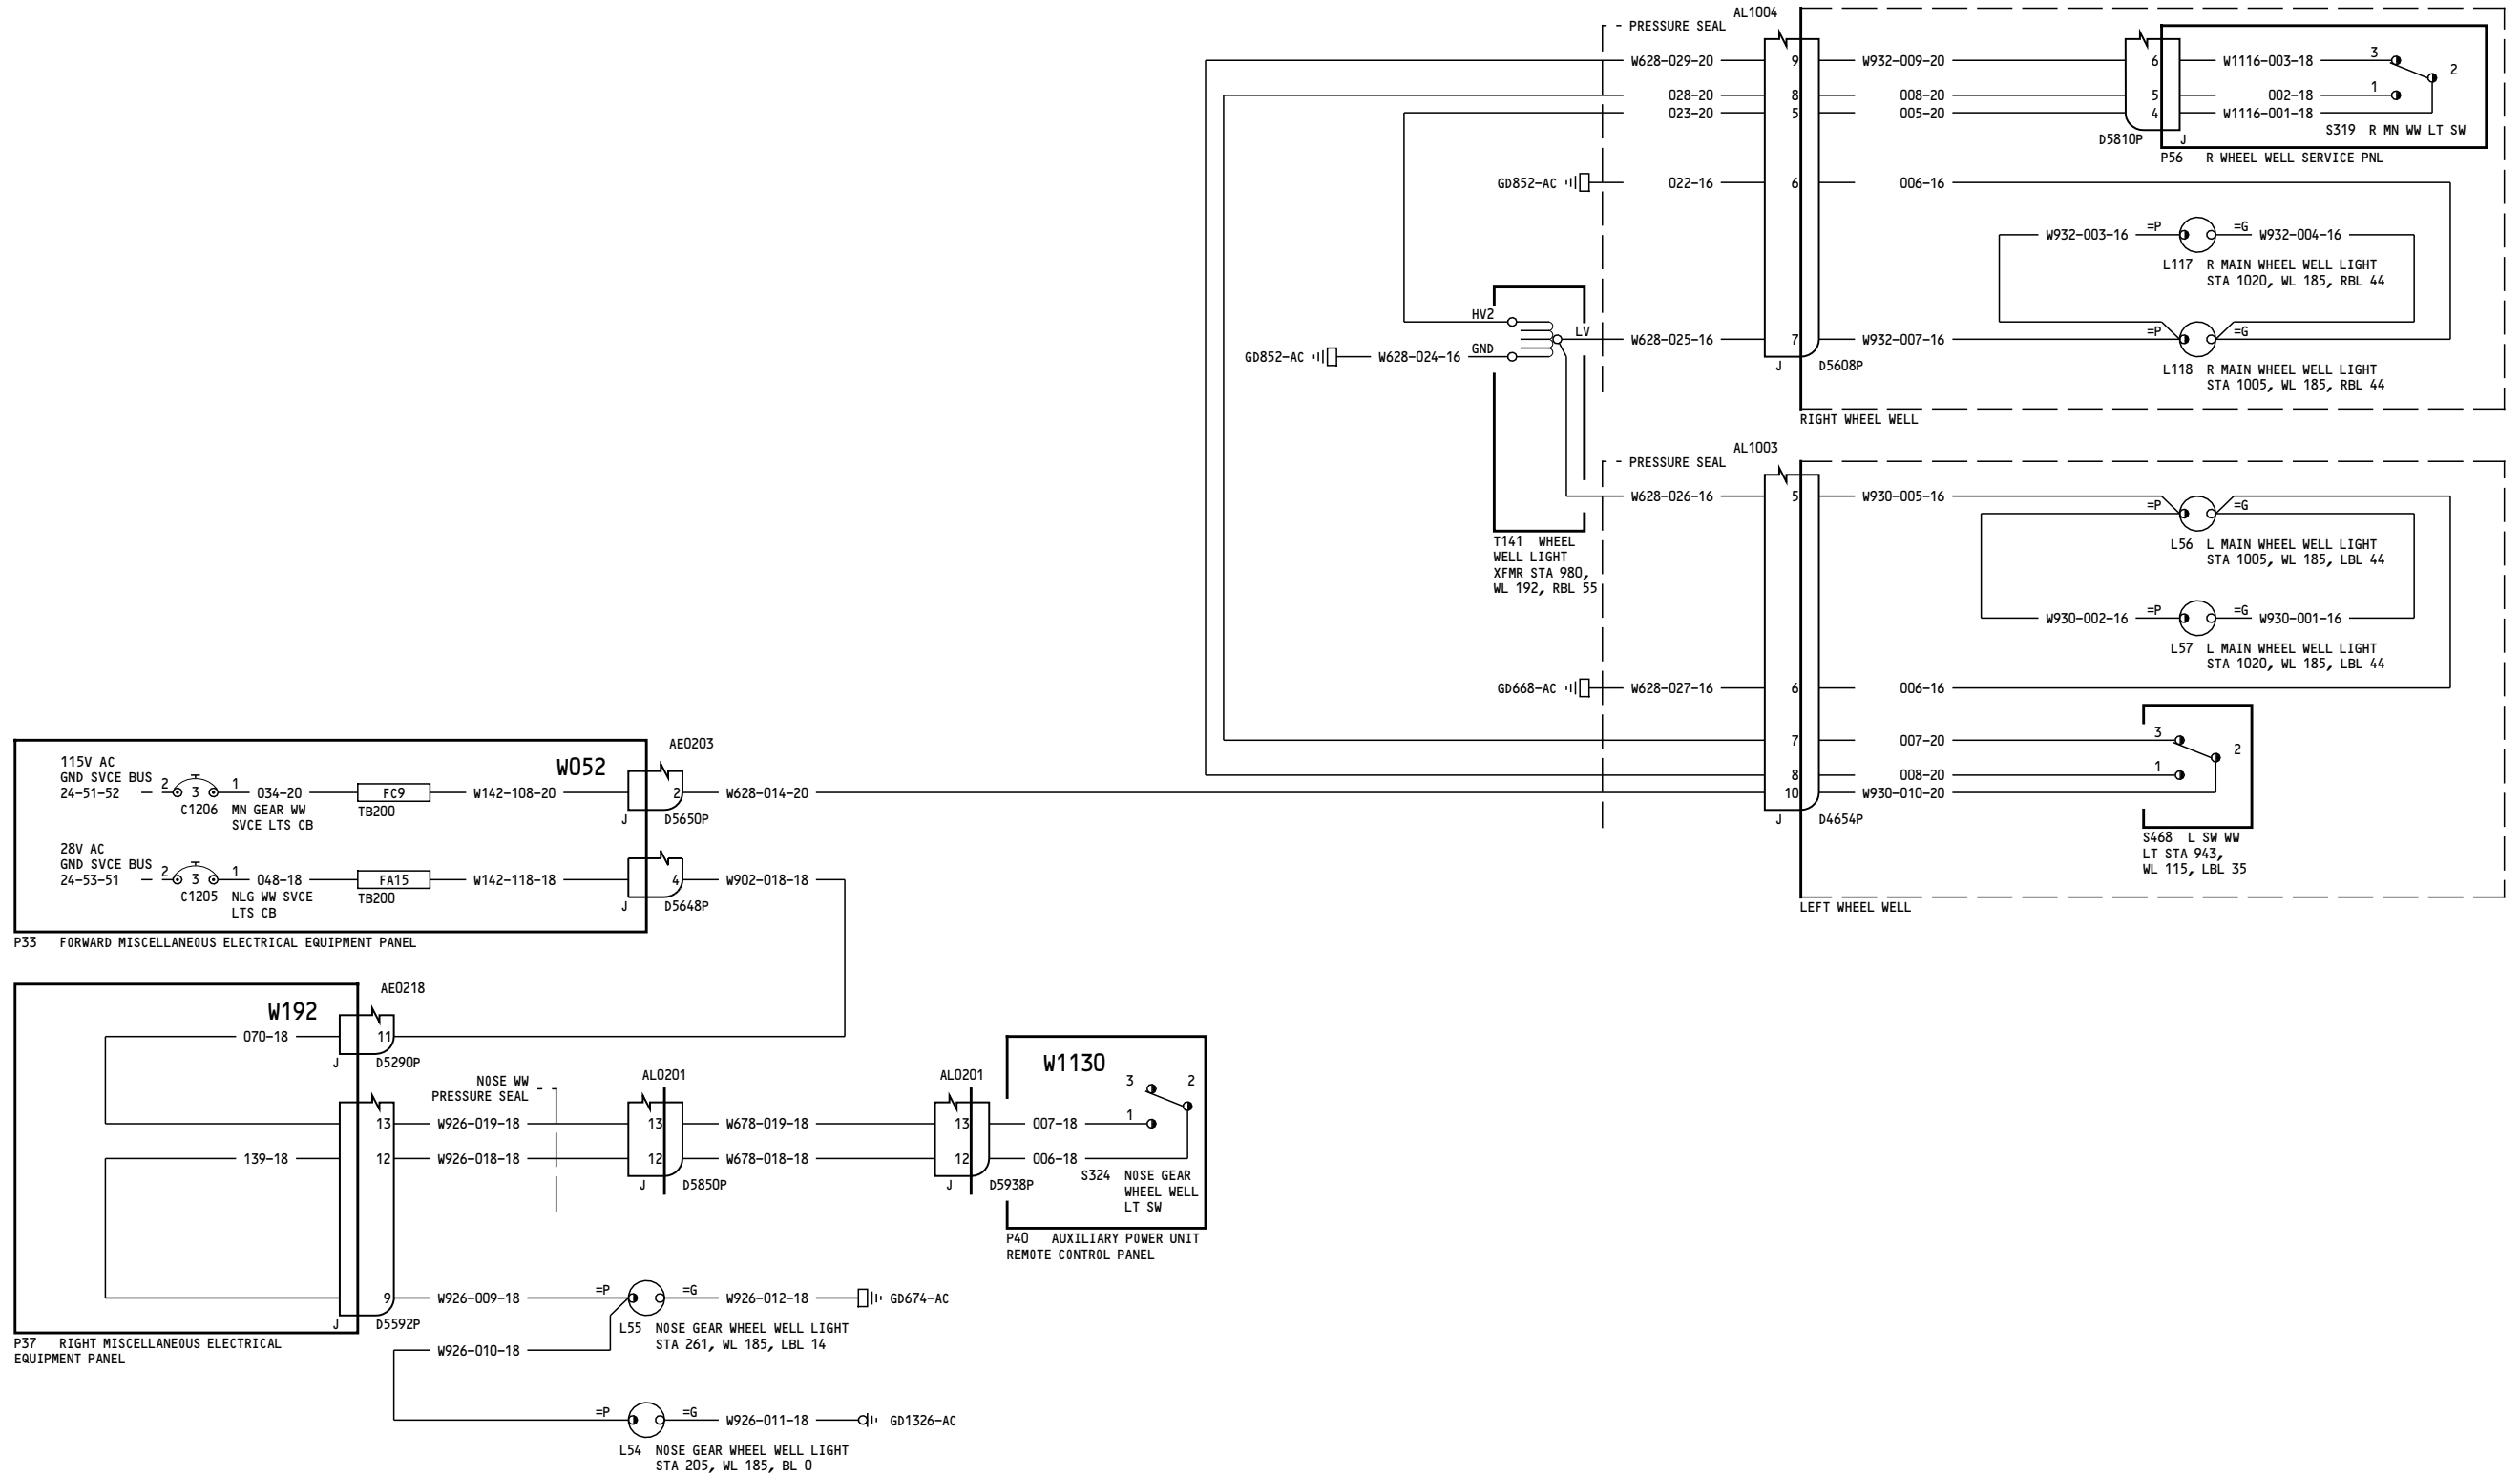 AL1004
PRESSURE SEAL
W628-029-20
9
W932-009-20
6
W1116-003-18
3
2
028-20
8
008-20
5
002-18
1
023-20
5
005-20
4
W1116-001-18
S319 R MN WW LT SW
D5810P
J
P56 R WHEEL WELL SERVICE PNL
GD852-AC
022-16
6
006-16
W932-003-16
=P
=G
W932-004-16
L117 R MAIN WHEEL WELL LIGHT
STA 1020, WL 185, RBL 44
HV2
LV
W628-025-16
7
W932-007-16
=P
=G
GD852-AC
W628-024-16
GND
J
D5608P
L118 R MAIN WHEEL WELL LIGHT
STA 1005, WL 185, RBL 44
RIGHT WHEEL WELL
AL1003
PRESSURE SEAL
W628-026-16
5
W930-005-16
=P
=G
T141 WHEEL
WELL LIGHT
XFMR STA 980,
WL 192, RBL 55
L56 L MAIN WHEEL WELL LIGHT
STA 1005, WL 185, LBL 44
W930-002-16
=P
=G
W930-001-16
L57 L MAIN WHEEL WELL LIGHT
STA 1020, WL 185, LBL 44
GD668-AC
W628-027-16
6
006-16
7
007-20
3
2
8
008-20
1
10
W930-010-20
J
D4654P
S468 L SW WW
LT STA 943,
WL 115, LBL 35
LEFT WHEEL WELL
115V AC
GND SVCE BUS
24-51-52
2
3
1
C1206
034-20
MN GEAR WW
SVCE LTS CB
FC9
TB200
W142-108-20
W052
AE0203
2
J
D5650P
W628-014-20
28V AC
GND SVCE BUS
24-53-51
2
3
1
C1205
048-18
NLG WW SVCE
LTS CB
FA15
TB200
W142-118-18
4
J
D5648P
W902-018-18
P33 FORWARD MISCELLANEOUS ELECTRICAL EQUIPMENT PANEL
AE0218
W192
070-18
11
J
D5290P
NOSE WW
PRESSURE SEAL
AL0201
AL0201
W1130
3
2
13
W926-019-18
13
W678-019-18
13
007-18
1
139-18
12
W926-018-18
12
W678-018-18
12
006-18
J
D5850P
J
D5938P
S324 NOSE GEAR
WHEEL WELL
LT SW
P40 AUXILIARY POWER UNIT
REMOTE CONTROL PANEL
9
W926-009-18
=P
=G
W926-012-18
GD674-AC
J
D5592P
L55 NOSE GEAR WHEEL WELL LIGHT
STA 261, WL 185, LBL 14
P37 RIGHT MISCELLANEOUS ELECTRICAL
EQUIPMENT PANEL
W926-010-18
=P
=G
W926-011-18
GD1326-AC
L54 NOSE GEAR WHEEL WELL LIGHT
STA 205, WL 185, BL 0